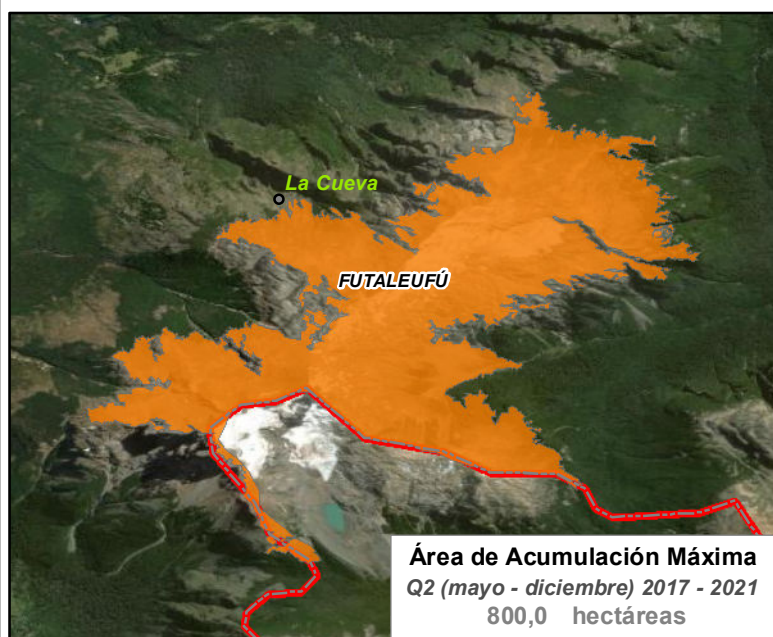 La Cueva
FUTALEUFÚ
Área de Acumulación Máxima
Q2 (mayo - diciembre) 2017 - 2021
800,0 hectáreas